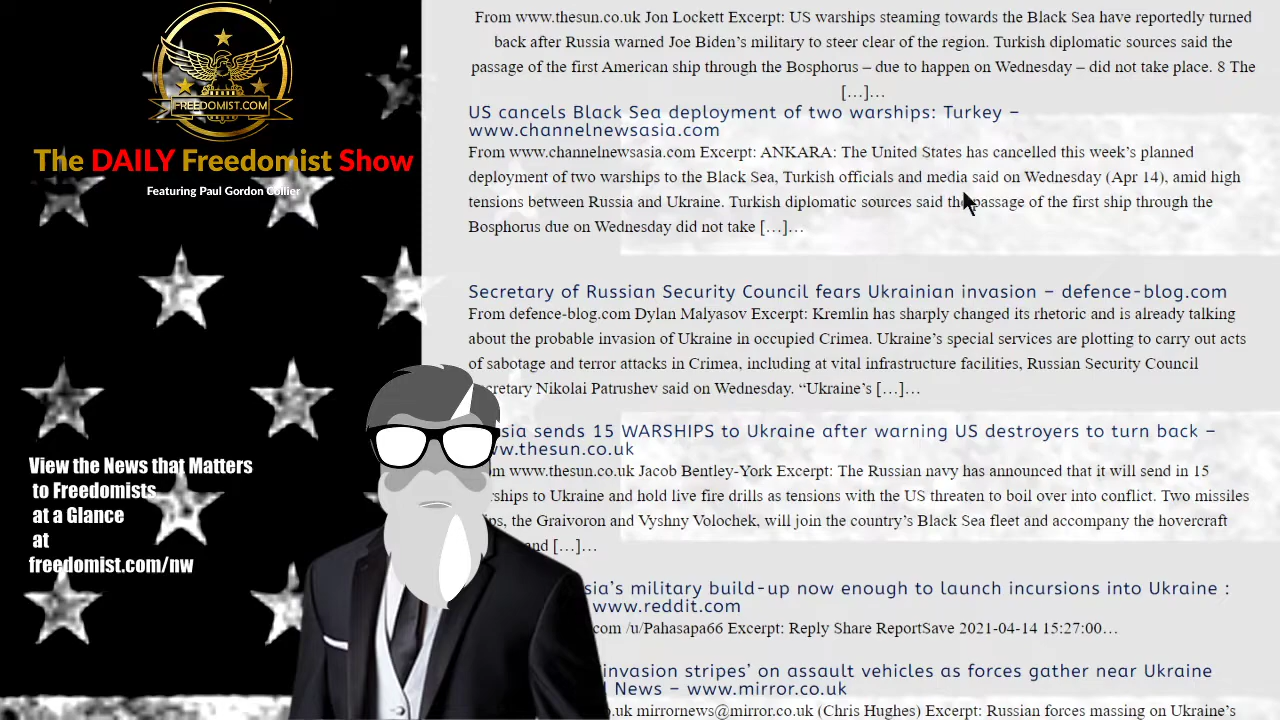 FREEDOMIST.COM
The DAILY Freedomist Show
Featuring Paul Gordon Collier
View the News that Matters
to Freedomists
at a Glance
at
freedomist.com/nw
From www.thesun.co.uk Jon Lockett Excerpt: US warships steaming towards the Black Sea have reportedly turned
back after Russia warned Joe Biden’s military to steer clear of the region. Turkish diplomatic sources said the
passage of the first American ship through the Bosphorus – due to happen on Wednesday – did not take place. 8 The
[…]…
US cancels Black Sea deployment of two warships: Turkey –
www.channelnewsasia.com
From www.channelnewsasia.com Excerpt: ANKARA: The United States has cancelled this week’s planned
deployment of two warships to the Black Sea, Turkish officials and media said on Wednesday (Apr 14), amid high
tensions between Russia and Ukraine. Turkish diplomatic sources said the passage of the first ship through the
Bosphorus due on Wednesday did not take […]…
Secretary of Russian Security Council fears Ukrainian invasion – defence-blog.com
From defence-blog.com Dylan Malyasov Excerpt: Kremlin has sharply changed its rhetoric and is already talking
about the probable invasion of Ukraine in occupied Crimea. Ukraine’s special services are plotting to carry out acts
of sabotage and terror attacks in Crimea, including at vital infrastructure facilities, Russian Security Council
ecretary Nikolai Patrushev said on Wednesday. “Ukraine’s […]…
sia sends 15 WARSHIPS to Ukraine after warning US destroyers to turn back –
w.thesun.co.uk
m www.thesun.co.uk Jacob Bentley-York Excerpt: The Russian navy has announced that it will send in 15
rships to Ukraine and hold live fire drills as tensions with the US threaten to boil over into conflict. Two missiles
ps, the Graivoron and Vyshny Volochek, will join the country’s Black Sea fleet and accompany the hovercraft
and […]…
sia’s military build-up now enough to launch incursions into Ukraine :
www.reddit.com
com /u/Pahasapa66 Excerpt: Reply Share ReportSave 2021-04-14 15:27:00…
‘invasion stripes’ on assault vehicles as forces gather near Ukraine
News – www.mirror.co.uk
o.uk mirrornews@mirror.co.uk (Chris Hughes) Excerpt: Russian forces massing on Ukraine’s